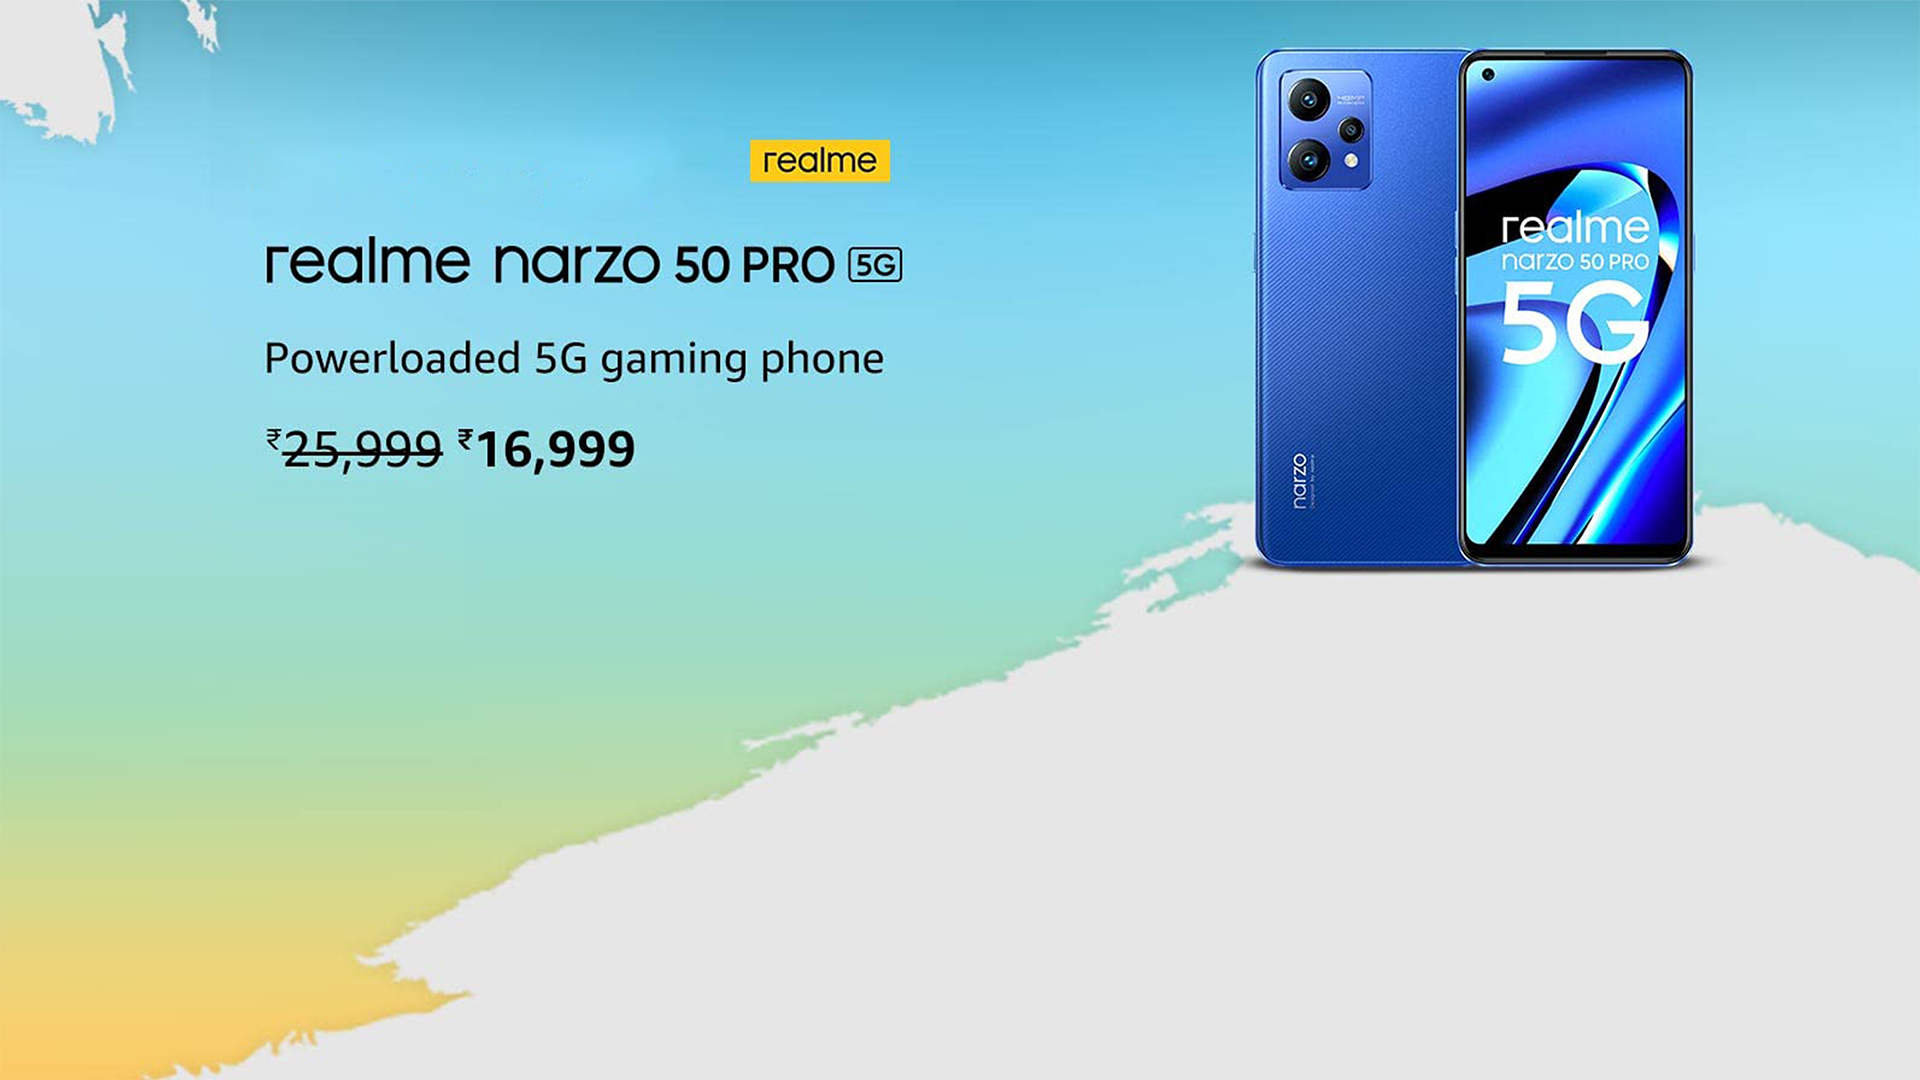 realme
realme narzo 50 PRO 5G
Powerloaded 5G gaming phone
₹25,999 ₹16,999
48MP
narzo
realme
narzo 50 PRO
5G